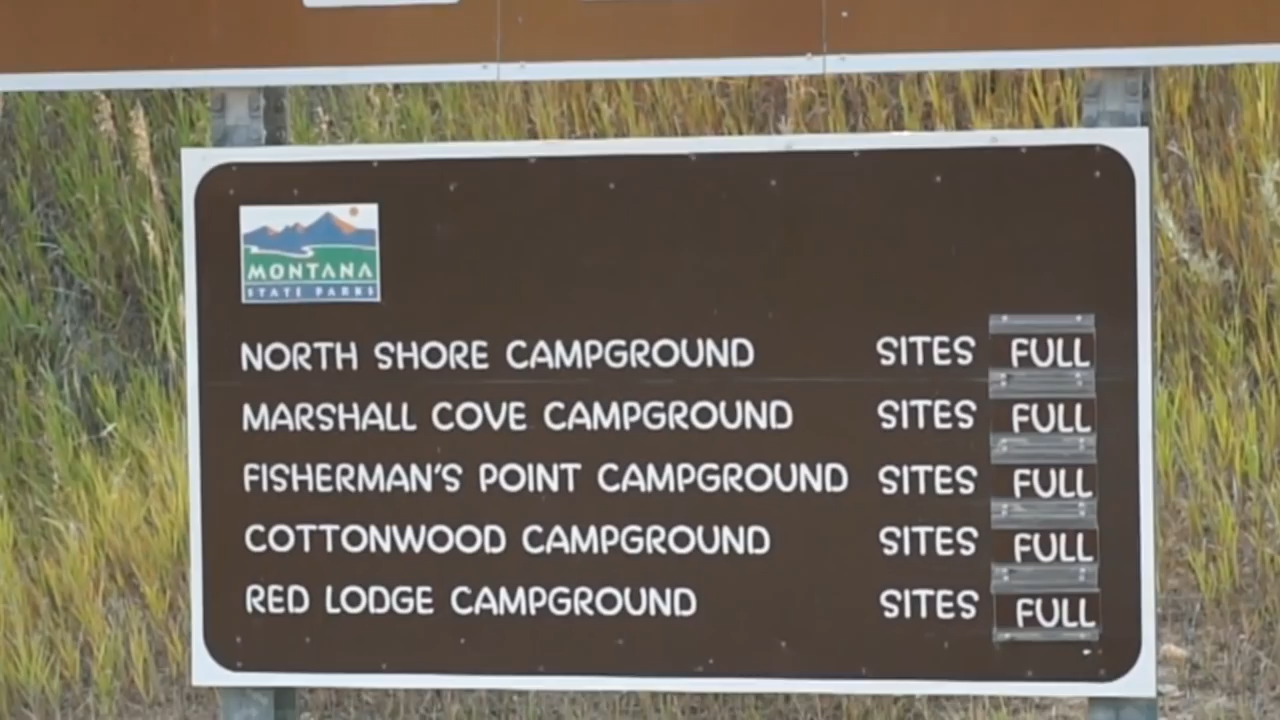 MONTANA
STATE PARKS
NORTH SHORE CAMPGROUND SITES FULL
MARSHALL COVE CAMPGROUND SITES FULL
FISHERMAN'S POINT CAMPGROUND SITES FULL
COTTONWOOD CAMPGROUND SITES FULL
RED LODGE CAMPGROUND SITES FULL